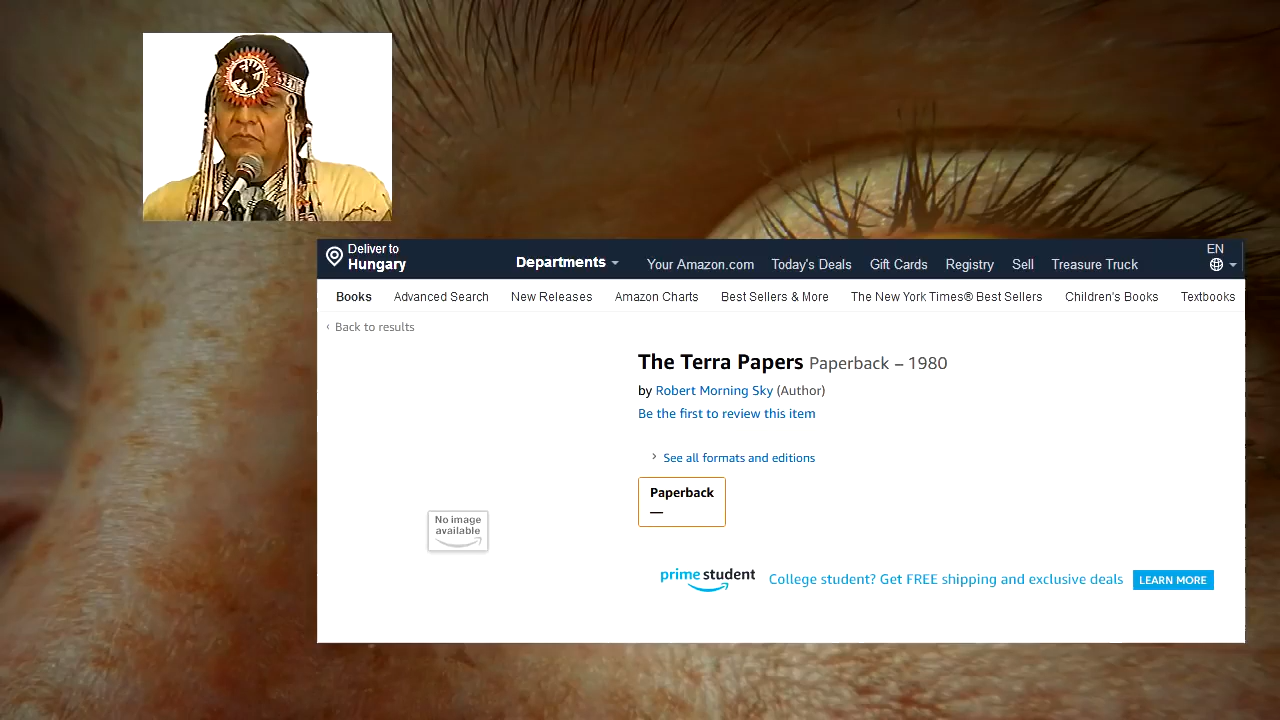 Deliver to
Hungary
Departments
Your Amazon.com Today's Deals Gift Cards Registry Sell Treasure Truck
EN
Books Advanced Search New Releases Amazon Charts Best Sellers & More The New York Times® Best Sellers Children's Books Textbooks
‹ Back to results
The Terra Papers Paperback – 1980
by Robert Morning Sky (Author)
Be the first to review this item
› See all formats and editions
Paperback
—
No image
available
prime student College student? Get FREE shipping and exclusive deals LEARN MORE